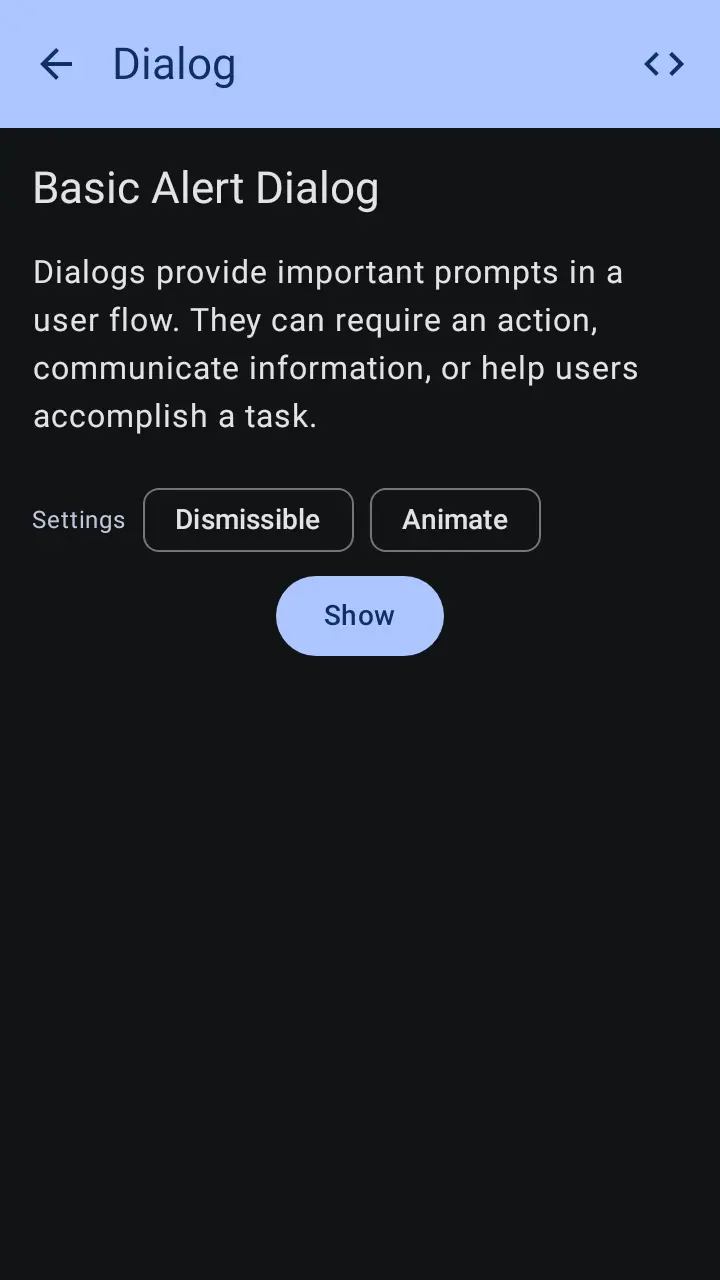 Dialog
Basic Alert Dialog
Dialogs provide important prompts in a
user flow. They can require an action,
communicate information, or help users
accomplish a task.
Settings Dismissible Animate
Show